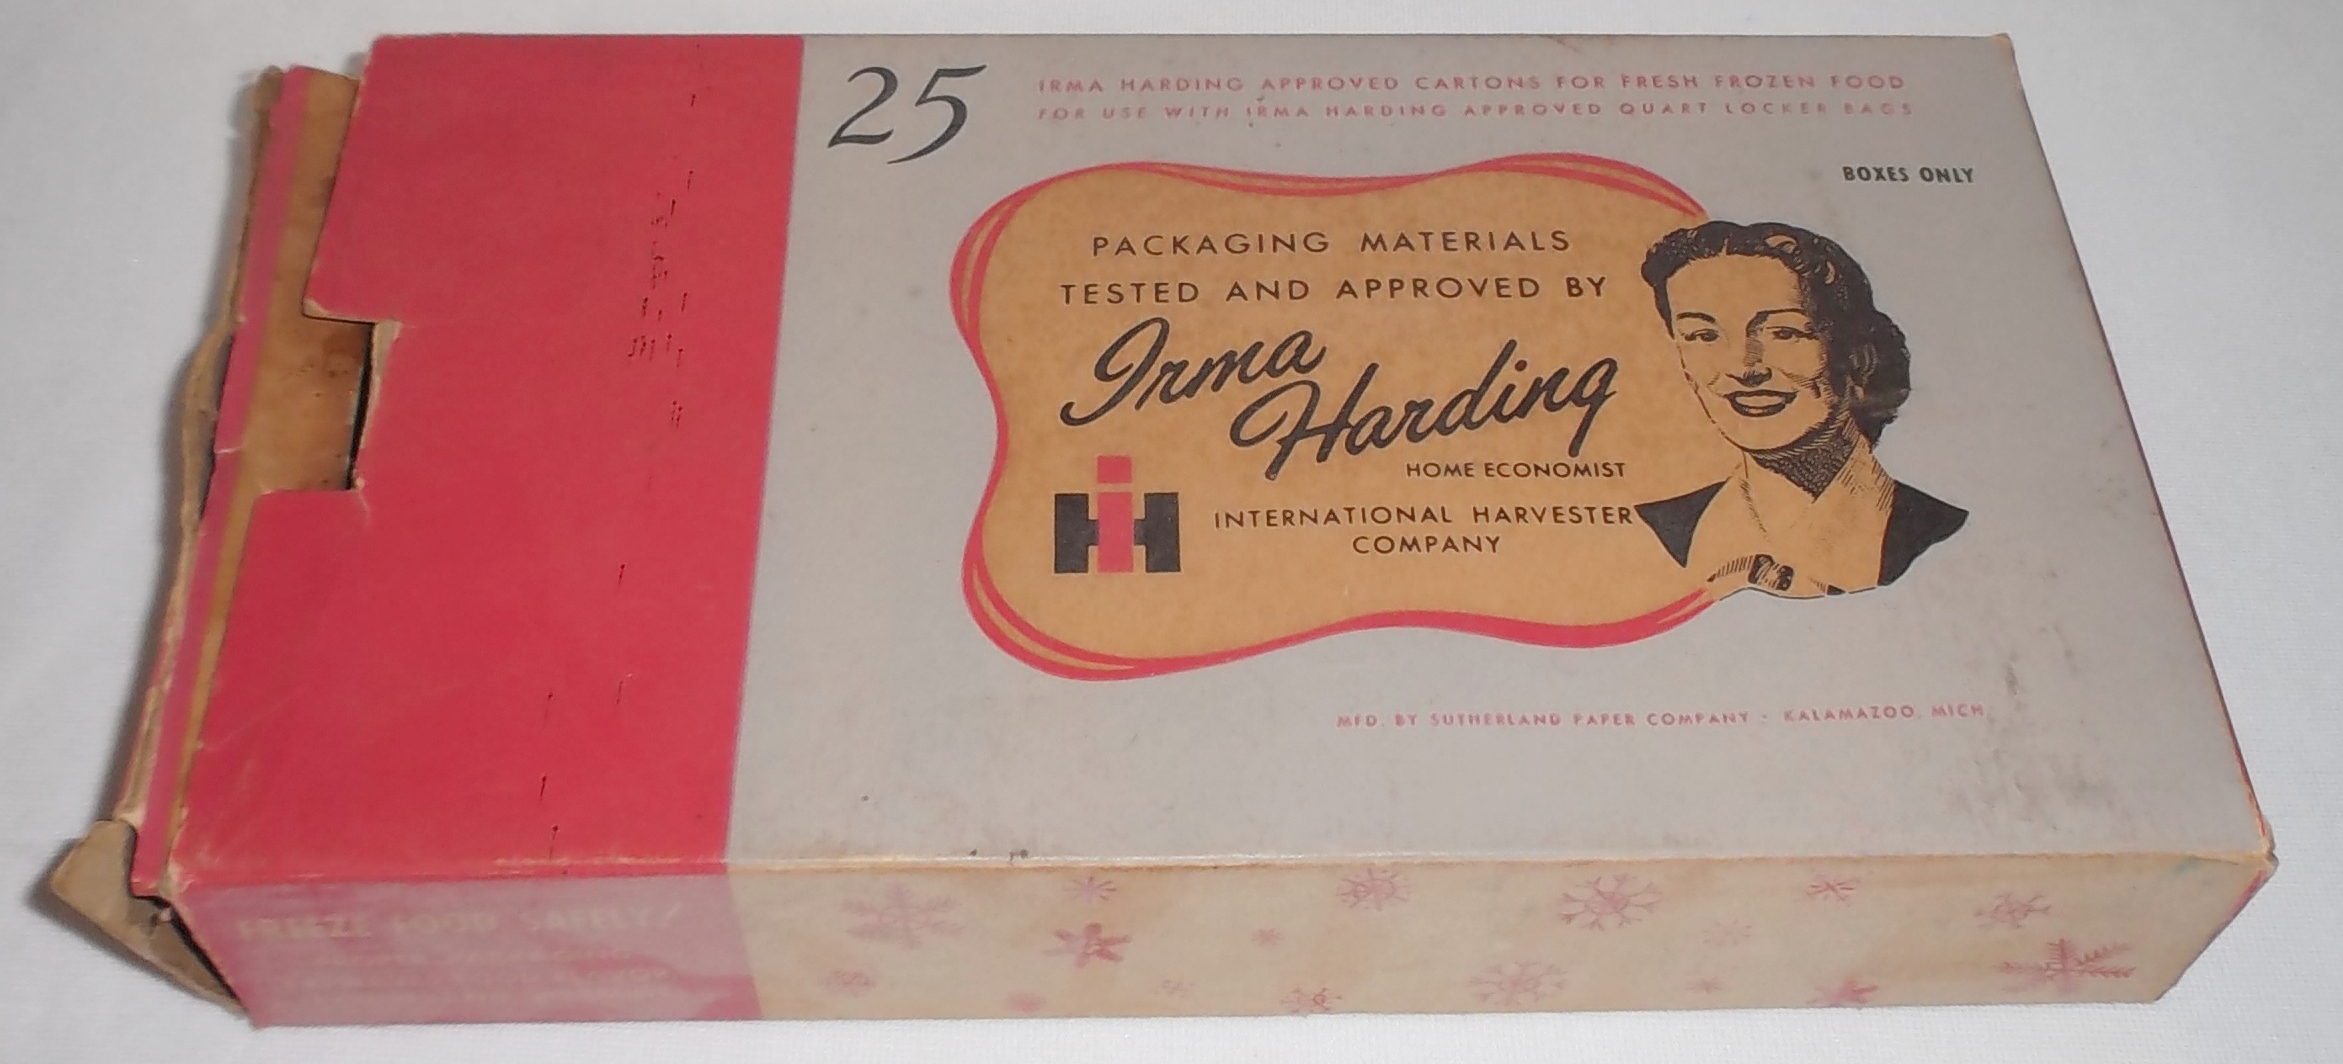 25
IRMA HARDING APPROVED CARTONS FOR FRESH FROZEN FOOD
FOR USE WITH IRMA HARDING APPROVED QUART LOCKER BAGS
BOXES ONLY
PACKAGING MATERIALS
TESTED AND APPROVED BY
Irma
Harding
HOME ECONOMIST
IH
INTERNATIONAL HARVESTER
COMPANY
MFD. BY SUTHERLAND PAPER COMPANY - KALAMAZOO, MICH.
FREEZE FOOD SAFELY!